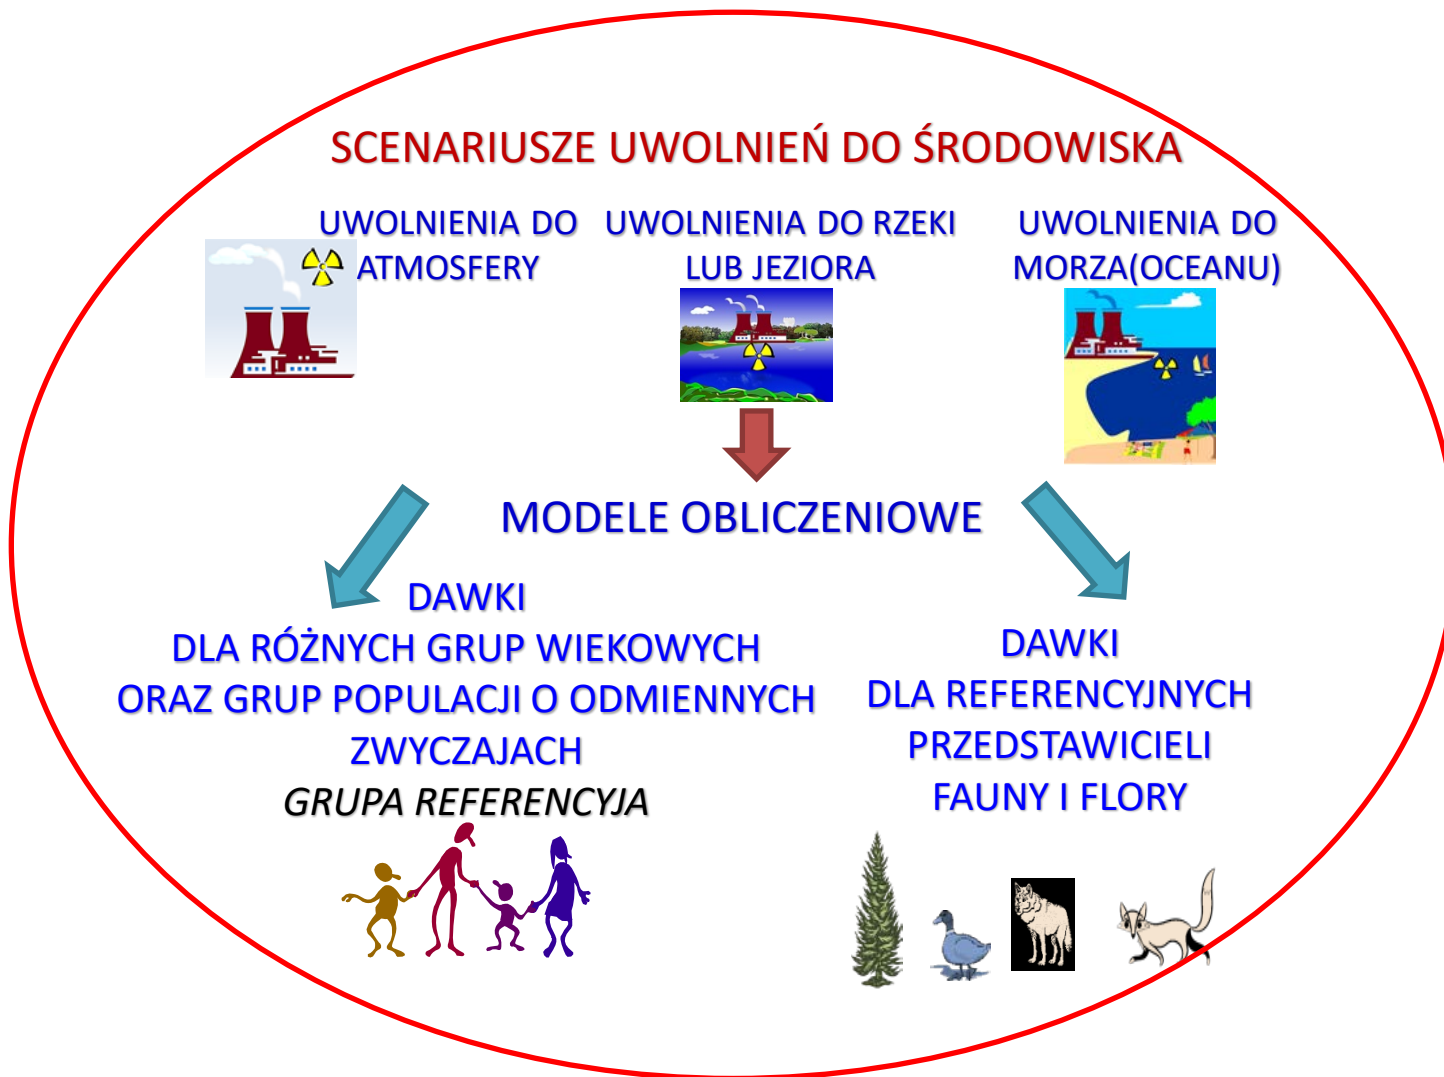 SCENARIUSZE UWOLNIEŃ DO ŚRODOWISKA
UWOLNIENIA DO
ATMOSFERY
UWOLNIENIA DO RZEKI
LUB JEZIORA
UWOLNIENIA DO
MORZA(OCEANU)
MODELE OBLICZENIOWE
DAWKI
DLA RÓŻNYCH GRUP WIEKOWYCH
ORAZ GRUP POPULACJI O ODMIENNYCH
ZWYCZAJACH
GRUPA REFERENCYJA
DAWKI
DLA REFERENCYJNYCH
PRZEDSTAWICIELI
FAUNY I FLORY